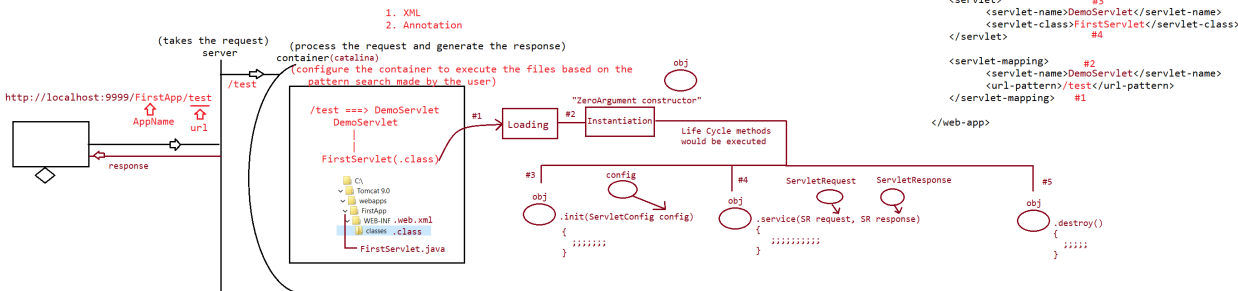 1. XML
2. Annotation
(takes the request)
server
(process the request and generate the response)
container(catalina)
(configure the container to execute the files based on the
pattern search made by the user)
/test
http://localhost:9999/FirstApp/test
AppName
url
response
/test ===> DemoServlet
DemoServlet
|
|
FirstServlet(.class)
C:\
Tomcat 9.0
webapps
FirstApp
WEB-INF .web.xml
classes .class
FirstServlet.java
#1
Loading
#2
"ZeroArgument constructor"
Instantiation
obj
Life Cycle methods
would be executed
#3
obj
config
.init(ServletConfig config)
{
;;;;;;;
}
#4
obj
ServletRequest
ServletResponse
.service(SR request, SR response)
{
;;;;;;;;;;
}
#5
obj
.destroy()
{
;;;;;
}
<servlet>
#3
<servlet-name>DemoServlet</servlet-name>
<servlet-class>FirstServlet</servlet-class>
</servlet>
#4
<servlet-mapping>
#2
<servlet-name>DemoServlet</servlet-name>
<url-pattern>/test</url-pattern>
</servlet-mapping>
#1
</web-app>